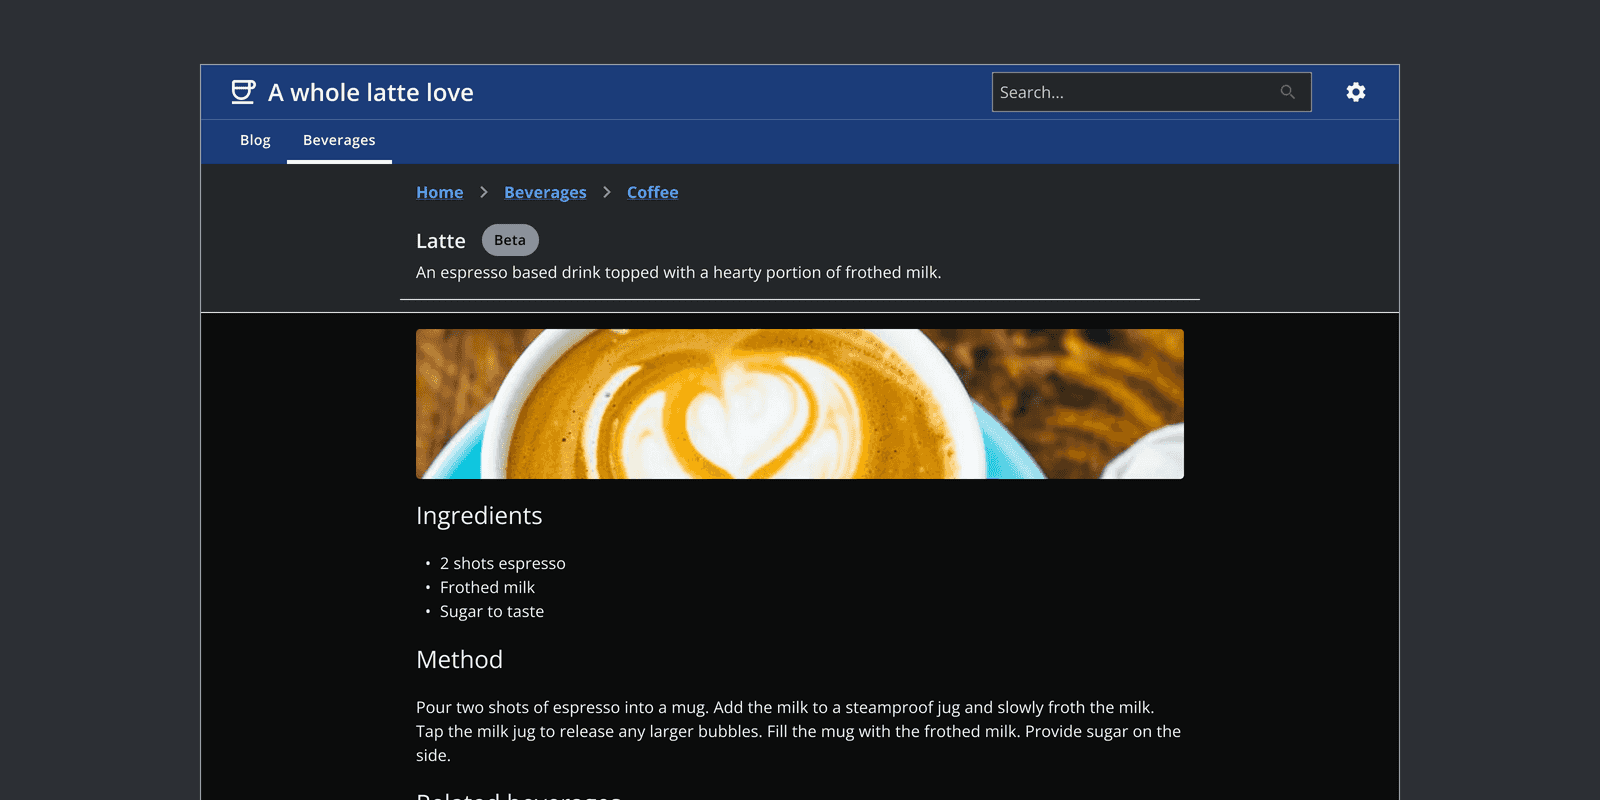 A whole latte love
Search...
Blog
Beverages
Home
Beverages
Coffee
Latte
Beta
An espresso based drink topped with a hearty portion of frothed milk.
Ingredients
• 2 shots espresso
• Frothed milk
• Sugar to taste
Method
Pour two shots of espresso into a mug. Add the milk to a steamproof jug and slowly froth the milk.
Tap the milk jug to release any larger bubbles. Fill the mug with the frothed milk. Provide sugar on the
side.
Related beverages